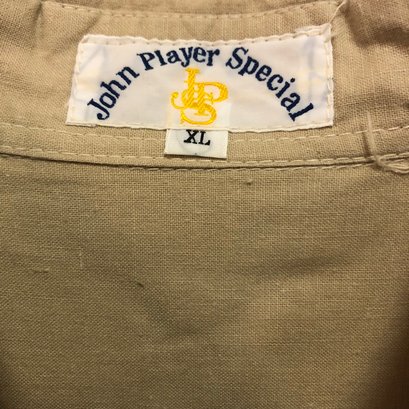 John Player Special
JPS
XL